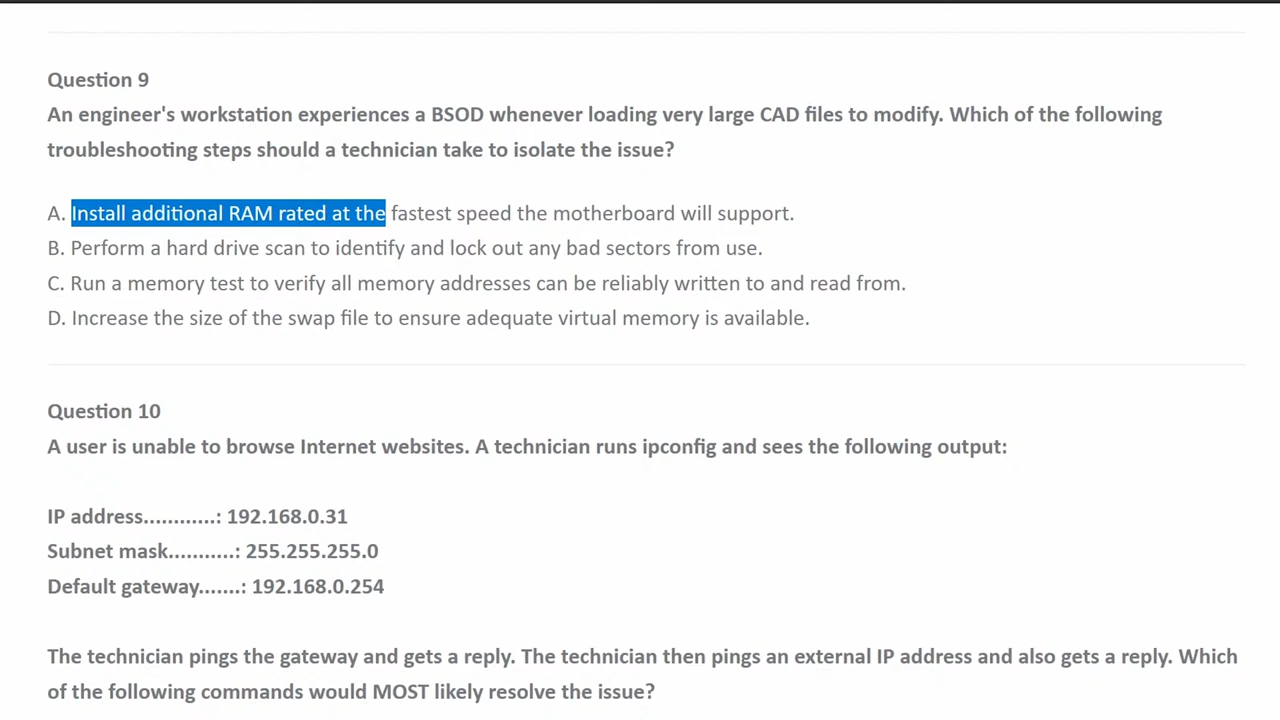 Question 9
An engineer's workstation experiences a BSOD whenever loading very large CAD files to modify. Which of the following
troubleshooting steps should a technician take to isolate the issue?
A. Install additional RAM rated at the fastest speed the motherboard will support.
B. Perform a hard drive scan to identify and lock out any bad sectors from use.
C. Run a memory test to verify all memory addresses can be reliably written to and read from.
D. Increase the size of the swap file to ensure adequate virtual memory is available.
Question 10
A user is unable to browse Internet websites. A technician runs ipconfig and sees the following output:
IP address............: 192.168.0.31
Subnet mask...........: 255.255.255.0
Default gateway.......: 192.168.0.254
The technician pings the gateway and gets a reply. The technician then pings an external IP address and also gets a reply. Which
of the following commands would MOST likely resolve the issue?